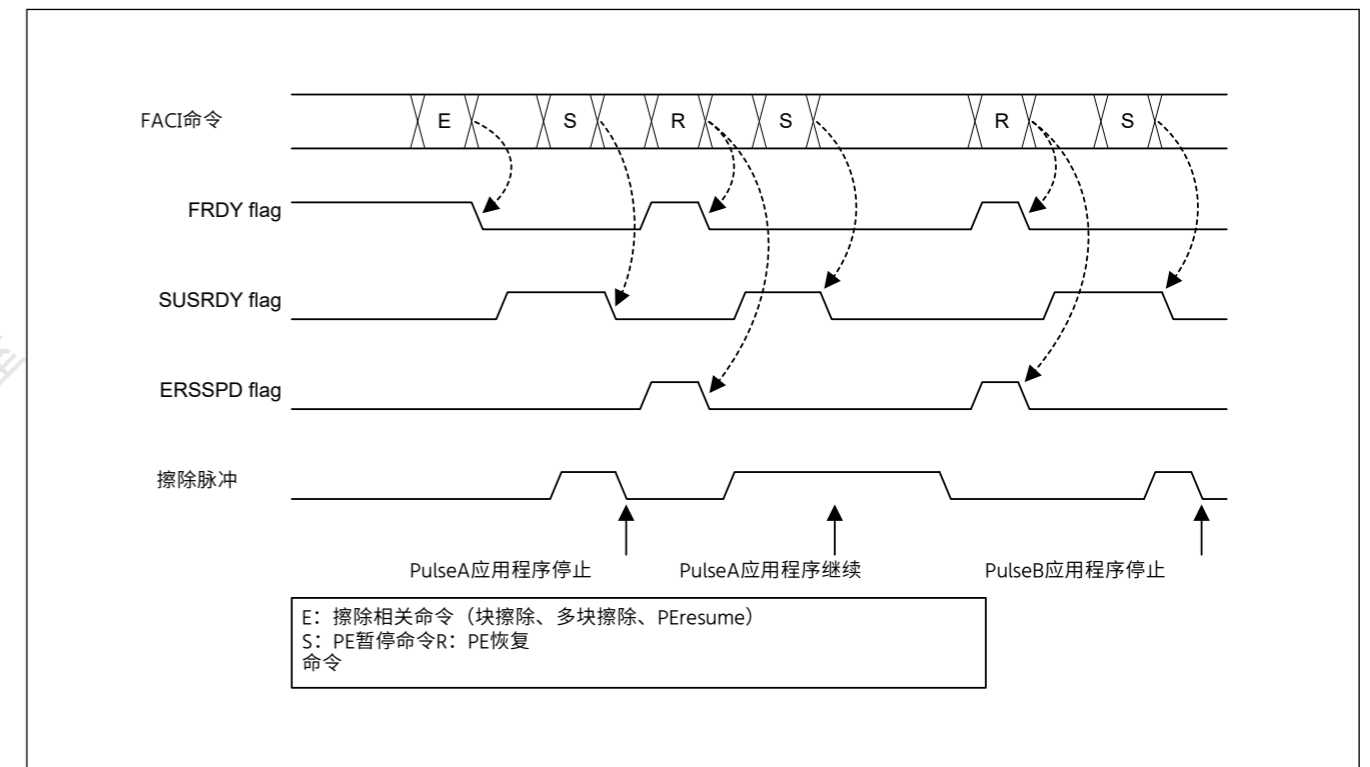 FACI命令
E
S
R
S
R
S
FRDY flag
SUSRDY flag
ERSSPD flag
擦除脉冲
PulseA应用程序停止
PulseA应用程序继续
PulseB应用程序停止
E：擦除相关命令（块擦除、多块擦除、PEresume）
S：PE暂停命令R：PE恢复
命令